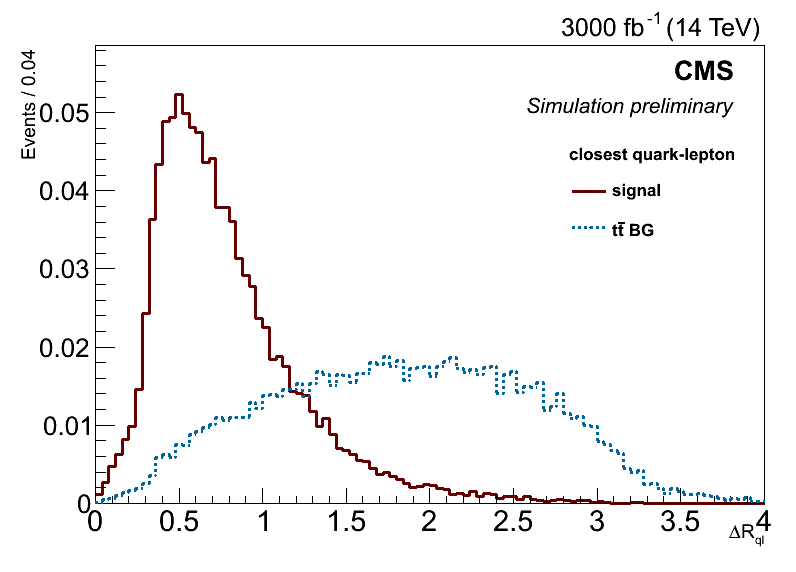 3000 fb⁻¹ (14 TeV)
CMS
Simulation preliminary
closest quark-lepton
signal
tt̄ BG
Events / 0.04
0.05
0.04
0.03
0.02
0.01
0
0 0.5 1 1.5 2 2.5 3 3.5 4
ΔR_ql